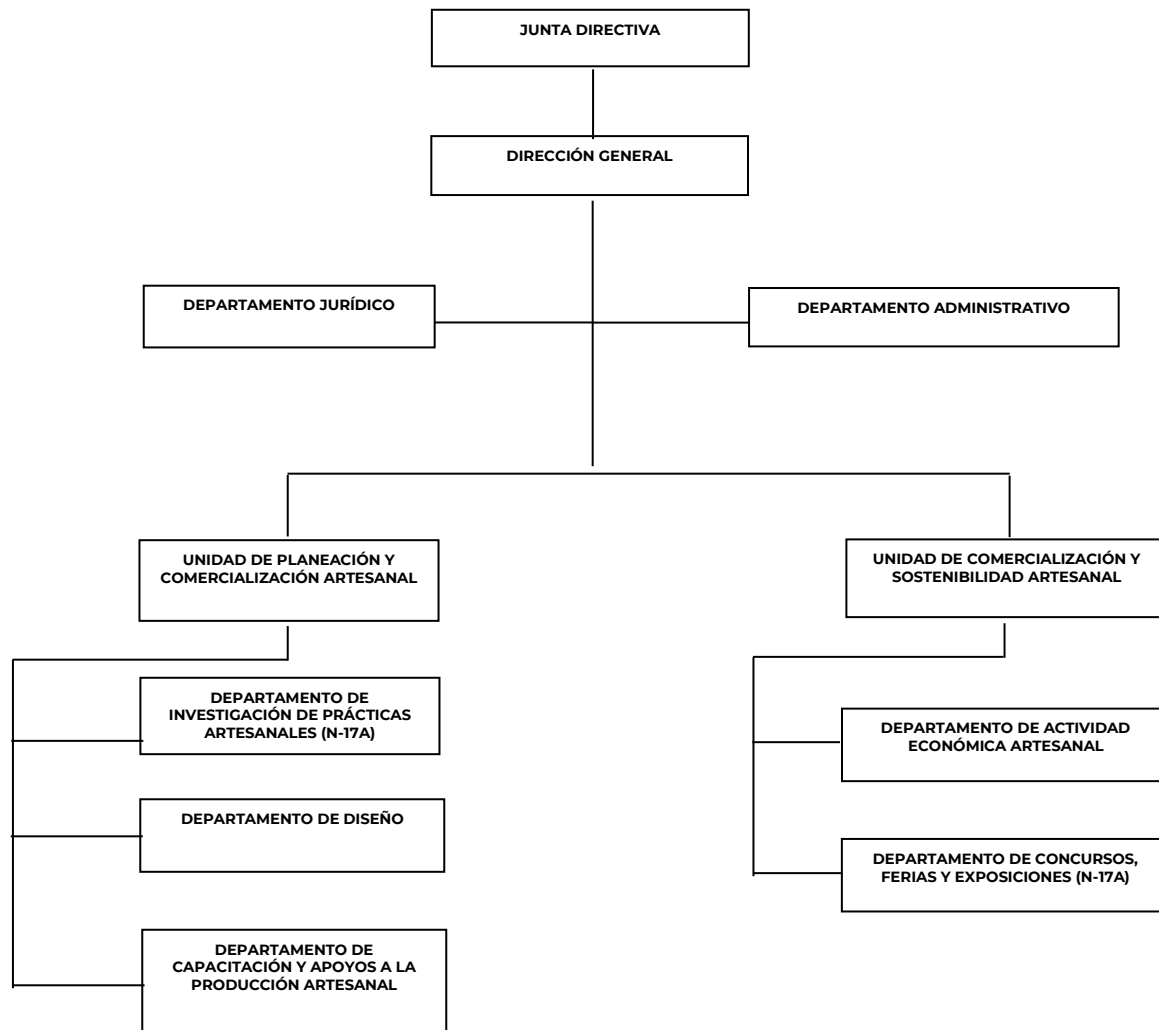 JUNTA DIRECTIVA
DIRECCIÓN GENERAL
DEPARTAMENTO JURÍDICO
DEPARTAMENTO ADMINISTRATIVO
UNIDAD DE PLANEACIÓN Y
COMERCIALIZACIÓN ARTESANAL
UNIDAD DE COMERCIALIZACIÓN Y
SOSTENIBILIDAD ARTESANAL
DEPARTAMENTO DE
INVESTIGACIÓN DE PRÁCTICAS
ARTESANALES (N-17A)
DEPARTAMENTO DE DISEÑO
DEPARTAMENTO DE
CAPACITACIÓN Y APOYOS A LA
PRODUCCIÓN ARTESANAL
DEPARTAMENTO DE ACTIVIDAD
ECONÓMICA ARTESANAL
DEPARTAMENTO DE CONCURSOS,
FERIAS Y EXPOSICIONES (N-17A)